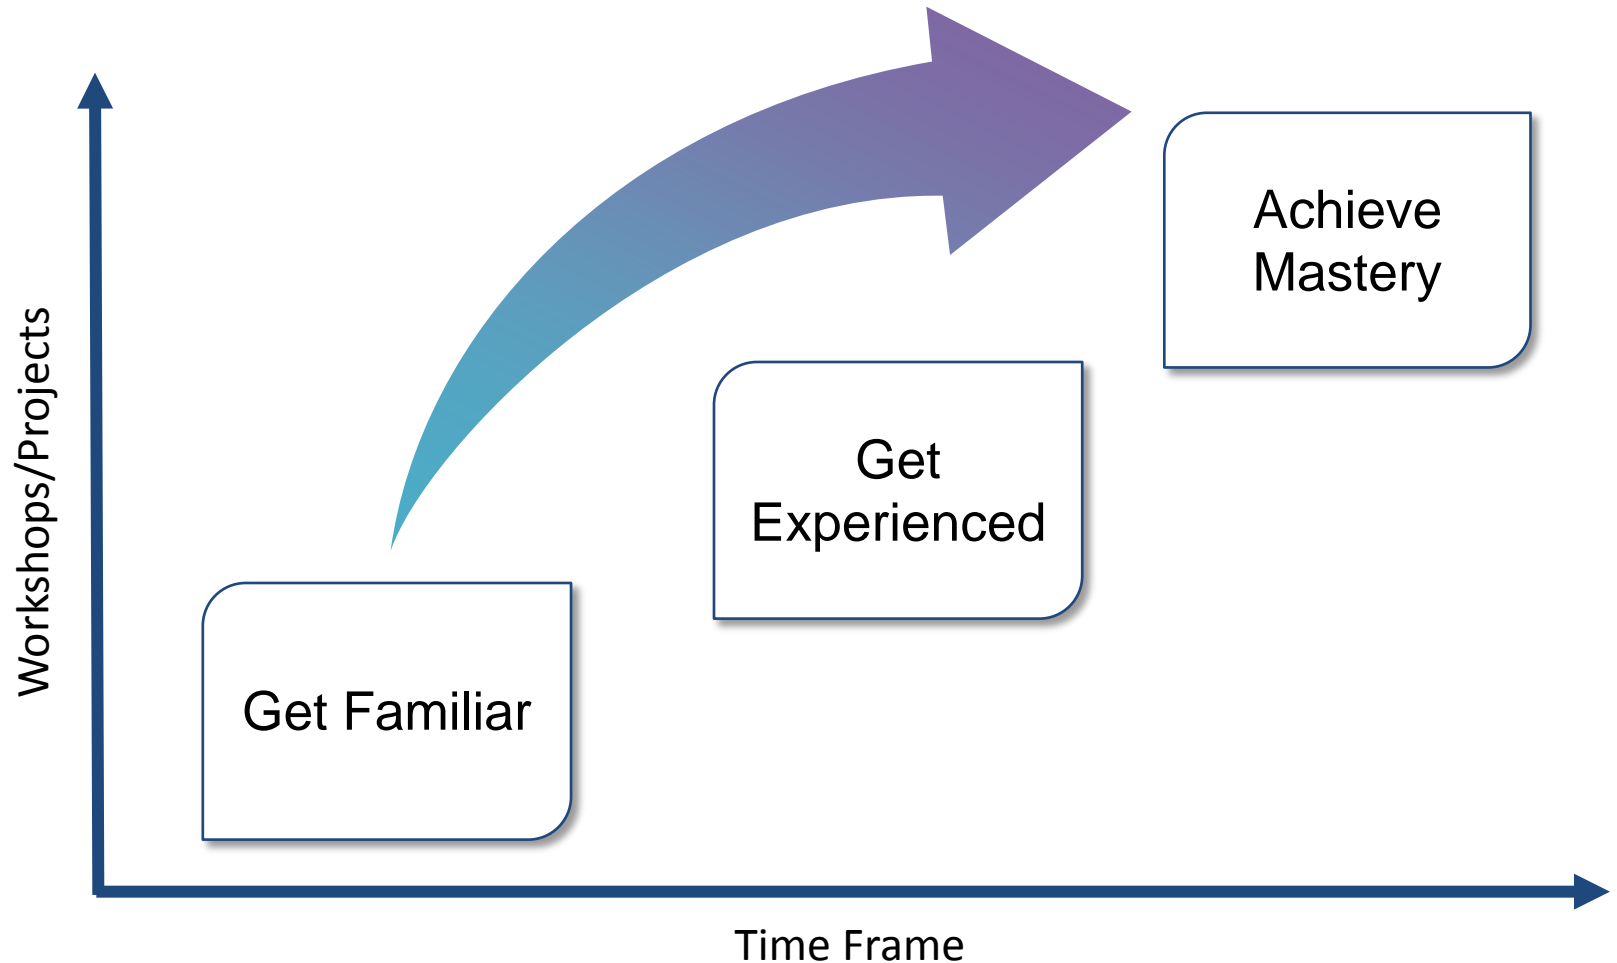 Achieve
Mastery
Get
Experienced
Get Familiar
Workshops/Projects
Time Frame